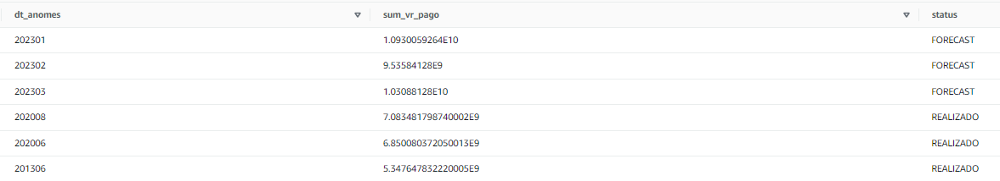 dt_anomes sum_vr_pago status
202301 1.0930059264E10 FORECAST
202302 9.53584128E9 FORECAST
202303 1.03088128E10 FORECAST
202008 7.083481798740002E9 REALIZADO
202006 6.850080372050013E9 REALIZADO
201306 5.347647832220005E9 REALIZADO